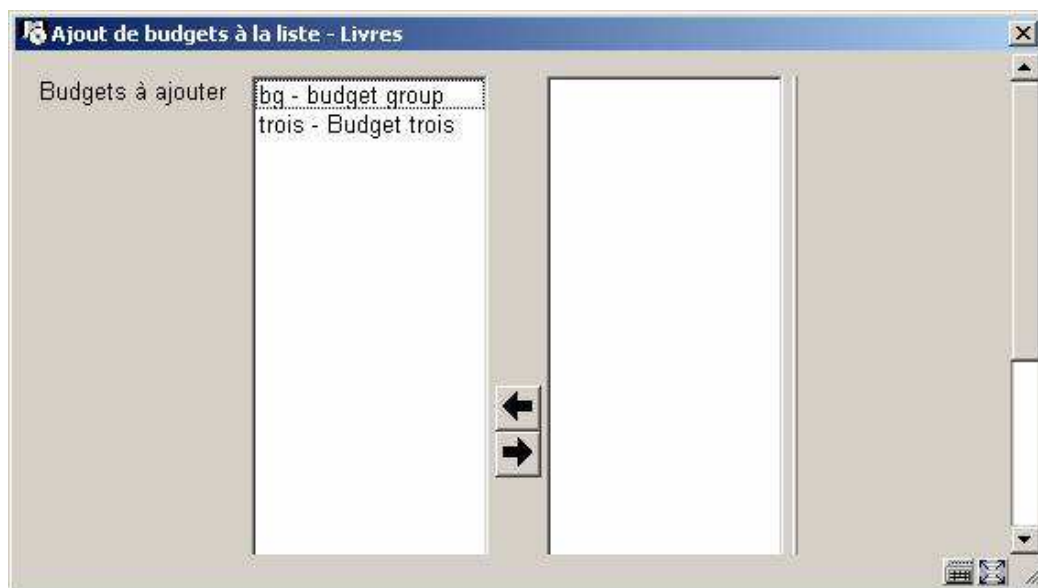 Ajout de budgets à la liste - Livres
Budgets à ajouter
bg - budget group
trois - Budget trois